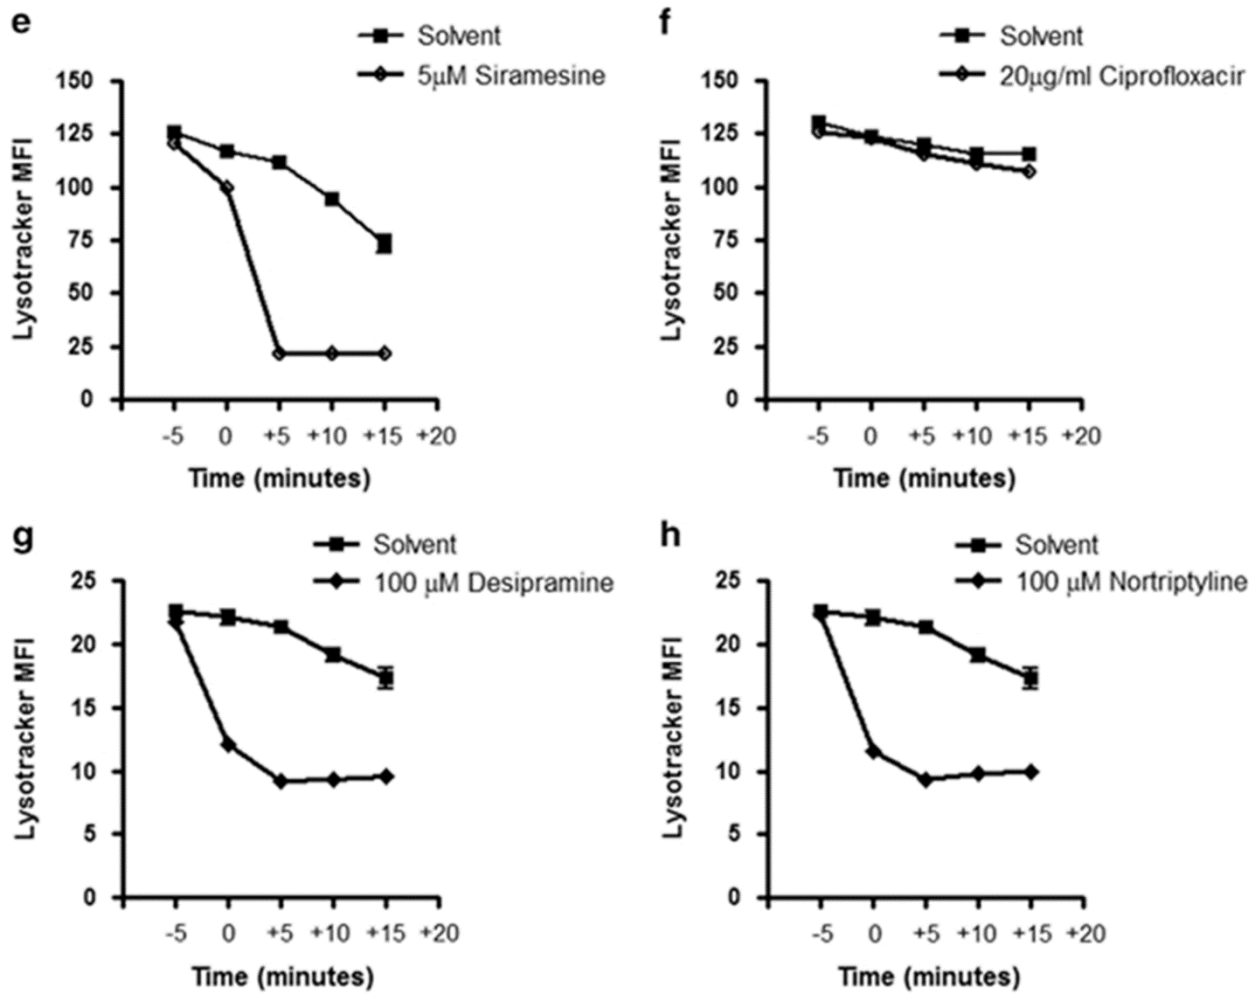 e
Solvent
5μM Siramesine
150
125
100
75
50
25
0
Lysotracker MFI
-5 0 +5 +10 +15 +20
Time (minutes)
f
Solvent
20μg/ml Ciprofloxacir
150
125
100
75
50
25
0
Lysotracker MFI
-5 0 +5 +10 +15 +20
Time (minutes)
g
Solvent
100 μM Desipramine
25
20
15
10
5
0
Lysotracker MFI
-5 0 +5 +10 +15 +20
Time (minutes)
h
Solvent
100 μM Nortriptyline
25
20
15
10
5
0
Lysotracker MFI
-5 0 +5 +10 +15 +20
Time (minutes)